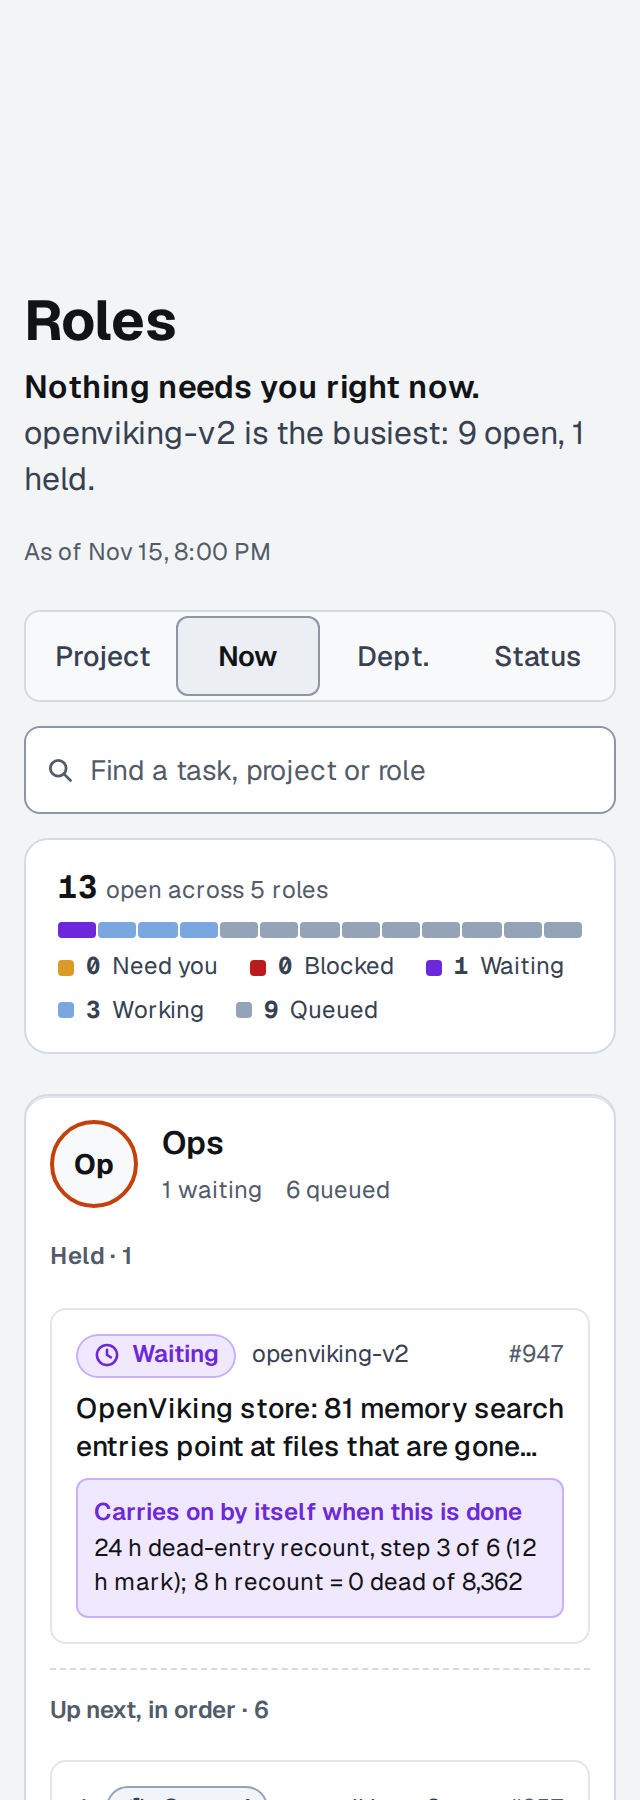 Roles
Nothing needs you right now.
openviking-v2 is the busiest: 9 open, 1
held.
As of Nov 15, 8:00 PM
Project Now Dept. Status
Find a task, project or role
13 open across 5 roles
0 Need you 0 Blocked 1 Waiting
3 Working 9 Queued
Op
Ops
1 waiting 6 queued
Held · 1
Waiting openviking-v2 #947
OpenViking store: 81 memory search
entries point at files that are gone…
Carries on by itself when this is done
24 h dead-entry recount, step 3 of 6 (12
h mark); 8 h recount = 0 dead of 8,362
Up next, in order · 6